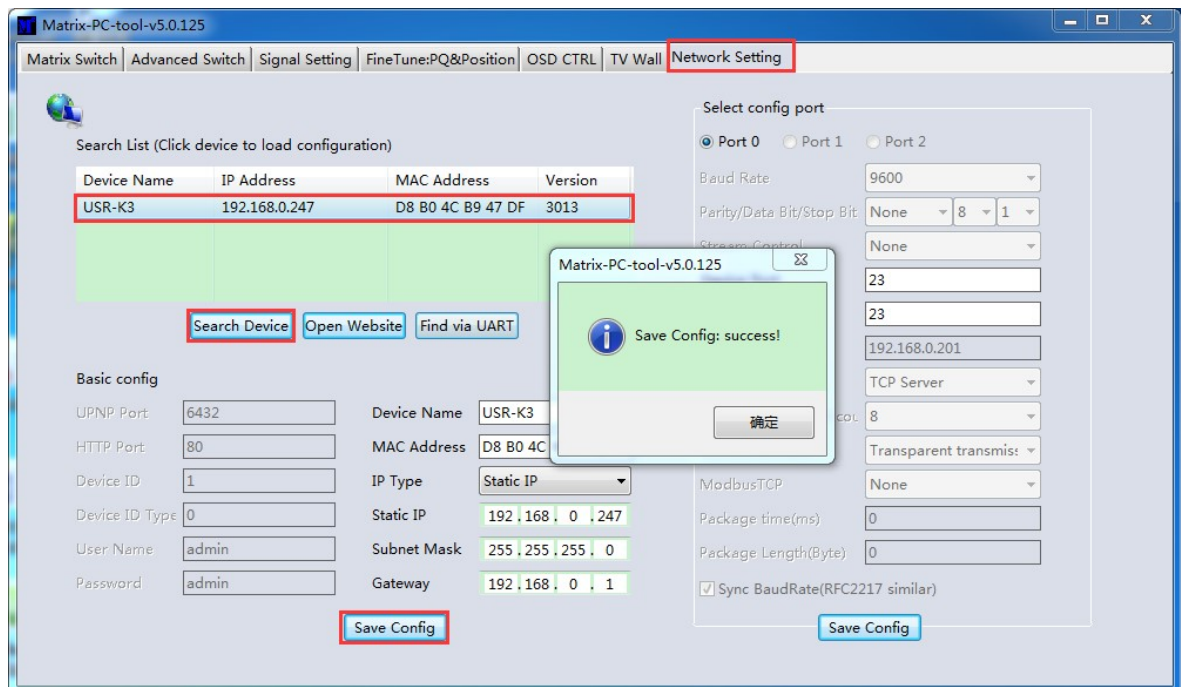 Matrix-PC-tool-v5.0.125
Matrix Switch Advanced Switch Signal Setting FineTune:PQ&Position OSD CTRL TV Wall Network Setting
Search List (Click device to load configuration)
Device Name IP Address MAC Address Version
USR-K3 192.168.0.247 D8 B0 4C B9 47 DF 3013
Search Device Open Website Find via UART
Basic config
UPNP Port 6432
HTTP Port 80
Device ID 1
Device ID Type 0
User Name admin
Password admin
Device Name USR-K3
MAC Address D8 B0 4C
IP Type Static IP
Static IP 192 . 168 . 0 . 247
Subnet Mask 255 . 255 . 255 . 0
Gateway 192 . 168 . 0 . 1
Save Config
Select config port
Port 0 Port 1 Port 2
Baud Rate 9600
Parity/Data Bit/Stop Bit None 8 1
Stream Control None
23
23
192.168.0.201
TCP Server
8
Transparent transmis
ModbusTCP None
Package time(ms) 0
Package Length(Byte) 0
Sync BaudRate(RFC2217 similar)
Save Config
Matrix-PC-tool-v5.0.125
Save Config: success!
确定